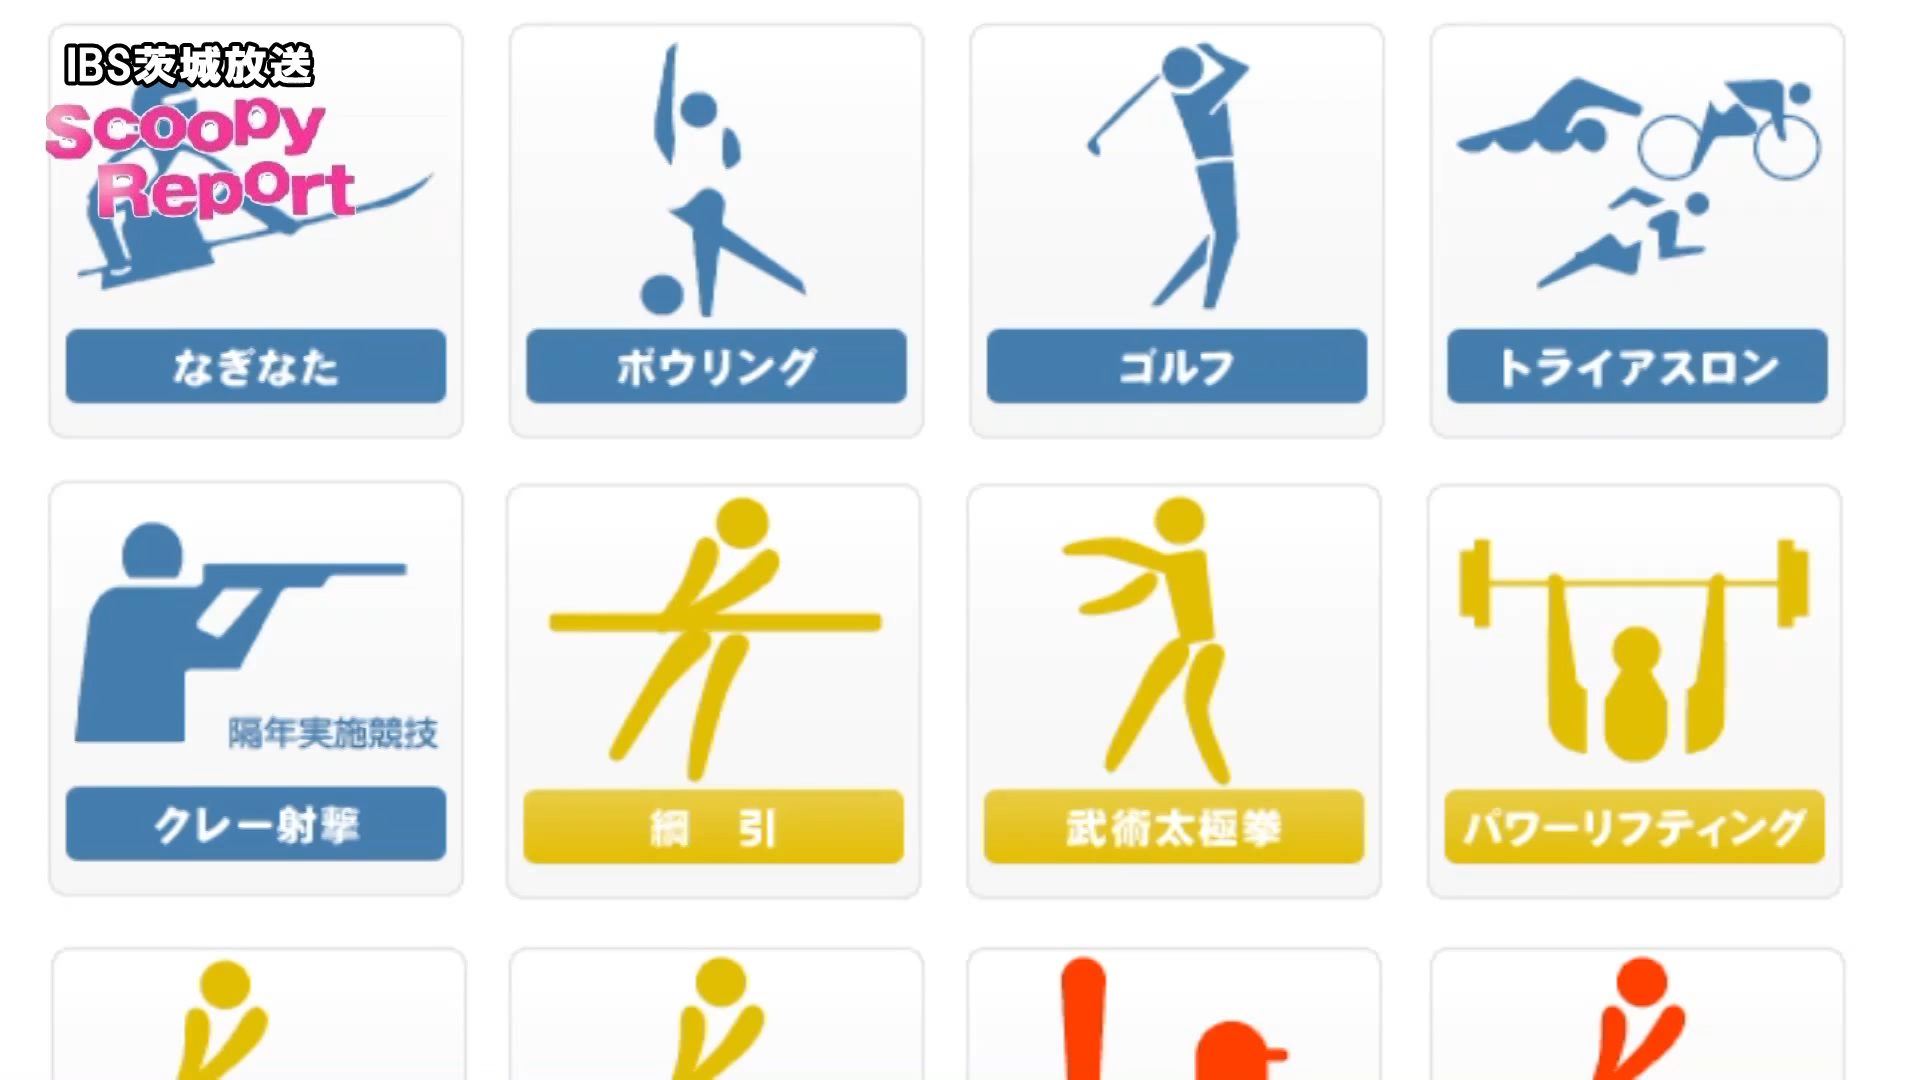 IBS茨城放送
Scoopy
Report
なぎなた
ボウリング
ゴルフ
トライアスロン
隔年実施競技
クレー射撃
綱　引
武術太極拳
パワーリフティング